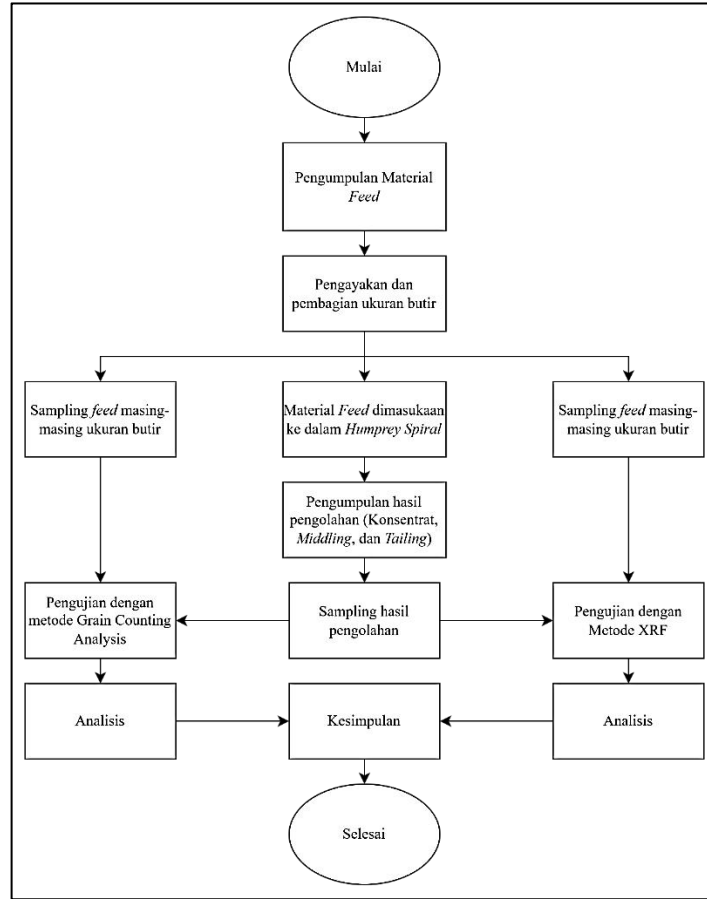 Mulai
Pengumpulan Material
Feed
Pengayakan dan
pembagian ukuran butir
Sampling feed masing-
masing ukuran butir
Material Feed dimasukaan
ke dalam Humprey Spiral
Sampling feed masing-
masing ukuran butir
Pengumpulan hasil
pengolahan (Konsentrat,
Middling, dan Tailing)
Pengujian dengan
metode Grain Counting
Analysis
Sampling hasil
pengolahan
Pengujian dengan
Metode XRF
Analisis
Kesimpulan
Analisis
Selesai